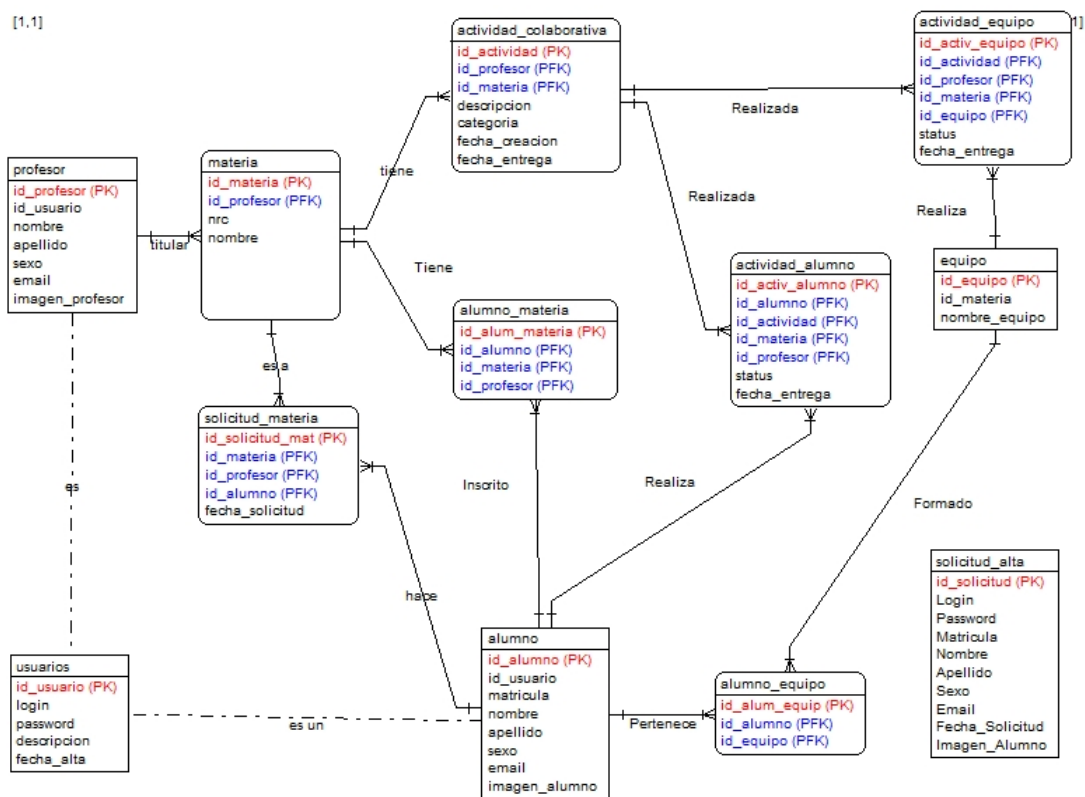 [1,1]
1]
actividad_colaborativa
id_actividad (PK)
id_profesor (PFK)
id_materia (PFK)
descripcion
categoria
fecha_creacion
fecha_entrega
actividad_equipo
id_activ_equipo (PK)
id_actividad (PFK)
id_profesor (PFK)
id_materia (PFK)
id_equipo (PFK)
status
fecha_entrega
Realizada
profesor
id_profesor (PK)
id_usuario
nombre
apellido
sexo
email
imagen_profesor
titular
materia
id_materia (PK)
id_profesor (PFK)
nrc
nombre
tiene
Tiene
Realizada
Realiza
equipo
id_equipo (PK)
id_materia
nombre_equipo
actividad_alumno
id_activ_alumno (PK)
id_alumno (PFK)
id_actividad (PFK)
id_materia (PFK)
id_profesor (PFK)
status
fecha_entrega
alumno_materia
id_alum_materia (PK)
id_alumno (PFK)
id_materia (PFK)
id_profesor (PFK)
es a
solicitud_materia
id_solicitud_mat (PK)
id_materia (PFK)
id_profesor (PFK)
id_alumno (PFK)
fecha_solicitud
es
Inscrito
Realiza
Formado
hace
solicitud_alta
id_solicitud (PK)
Login
Password
Matricula
Nombre
Apellido
Sexo
Email
Fecha_Solicitud
Imagen_Alumno
usuarios
id_usuario (PK)
login
password
descripcion
fecha_alta
es un
alumno
id_alumno (PK)
id_usuario
matricula
nombre
apellido
sexo
email
imagen_alumno
Pertenece
alumno_equipo
id_alum_equip (PK)
id_alumno (PFK)
id_equipo (PFK)